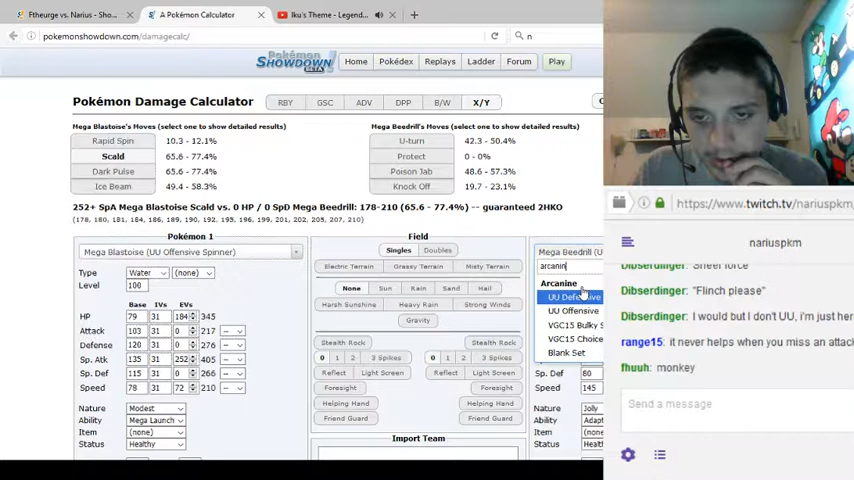 Ftheurge vs. Narius - Sho...
A Pokémon Calculator
Iku's Theme - Legend...
pokemonshowdown.com/damagecalc/
n
POKÉMON SHOWDOWN! BETA
Home Pokédex Replays Ladder Forum Play
Pokémon Damage Calculator
RBY GSC ADV DPP B/W X/Y
Mega Blastoise's Moves (select one to show detailed results)
Rapid Spin 10.3 - 12.1%
Scald 65.6 - 77.4%
Dark Pulse 65.6 - 77.4%
Ice Beam 49.4 - 58.3%
Mega Beedrill's Moves (select one to show detailed results)
U-turn 42.3 - 50.4%
Protect 0 - 0%
Poison Jab 48.6 - 57.3%
Knock Off 19.7 - 23.1%
252+ SpA Mega Blastoise Scald vs. 0 HP / 0 SpD Mega Beedrill: 178-210 (65.6 - 77.4%) -- guaranteed 2HKO
(178, 180, 181, 184, 186, 189, 190, 193, 195, 196, 199, 201, 202, 205, 207, 210)
Pokémon 1
Mega Blastoise (UU Offensive Spinner)
Type Water (none)
Level 100
Base IVs EVs
HP 79 31 184 345
Attack 103 31 0 217 --
Defense 120 31 0 276 --
Sp. Atk 135 31 252 405 --
Sp. Def 115 31 0 266 --
Speed 78 31 72 210 --
Nature Modest
Ability Mega Launch
Item (none)
Status Healthy
Field
Singles Doubles
Electric Terrain Grassy Terrain Misty Terrain
None Sun Rain Sand Hail
Harsh Sunshine Heavy Rain Strong Winds
Gravity
Stealth Rock Stealth Rock
0 1 2 3 Spikes 0 1 2 3 Spikes
Reflect Light Screen Reflect Light Screen
Foresight Foresight
Helping Hand Helping Hand
Friend Guard Friend Guard
Import Team
Mega Beedrill (U
arcanin
Arcanine
UU Defensive
UU Offensive
VGC15 Bulky S
VGC15 Choice
Blank Set
Sp. Def 80
Speed 145
Nature Jolly
Ability Adap
Item (none)
Status Healt
https://www.twitch.tv/nariuspkm
nariuspkm
Dibserdinger: Sheer force
Dibserdinger: "Flinch please"
Dibserdinger: I would but I don't UU, i'm just here
range15: it never helps when you miss an attack
fhuuh: monkey
Send a message